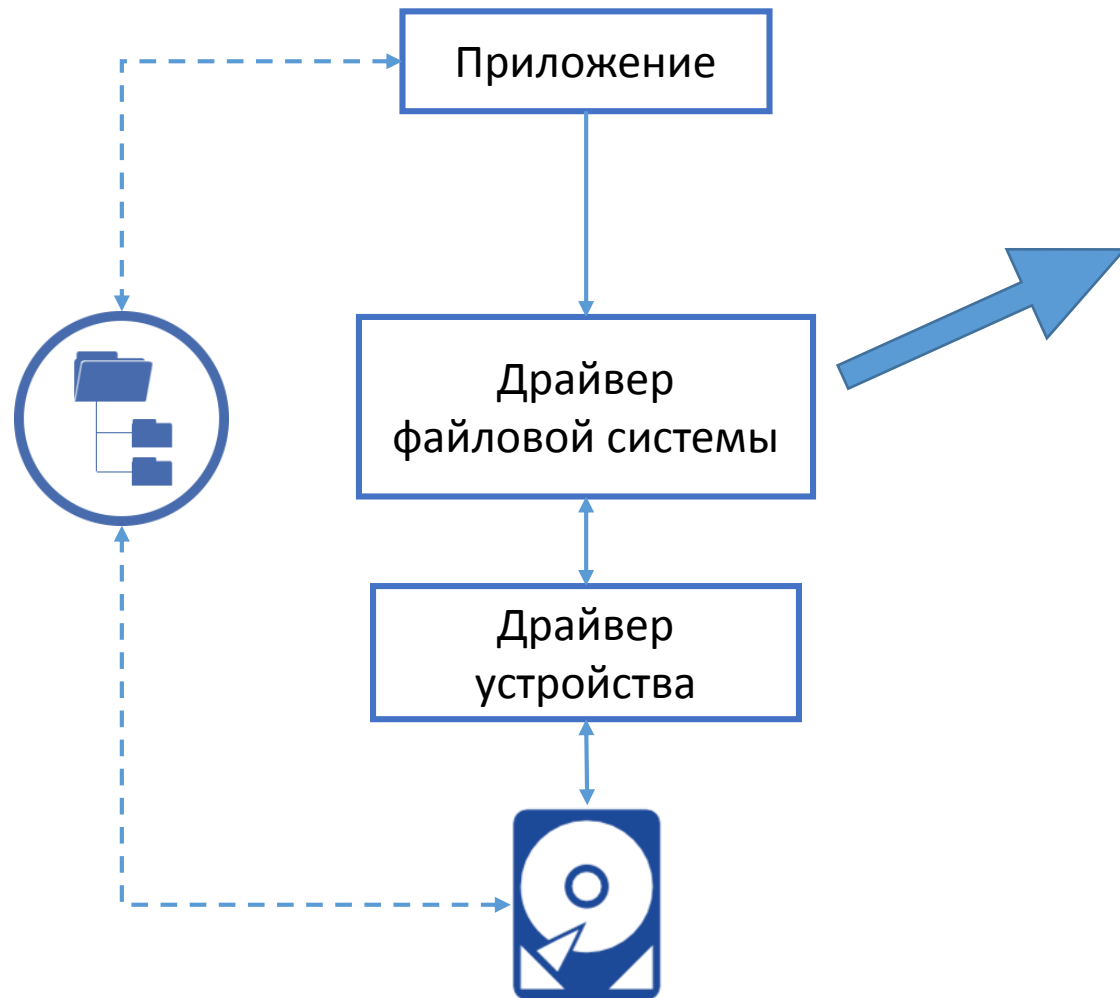 Приложение
Драйвер
файловой системы
Драйвер
устройства